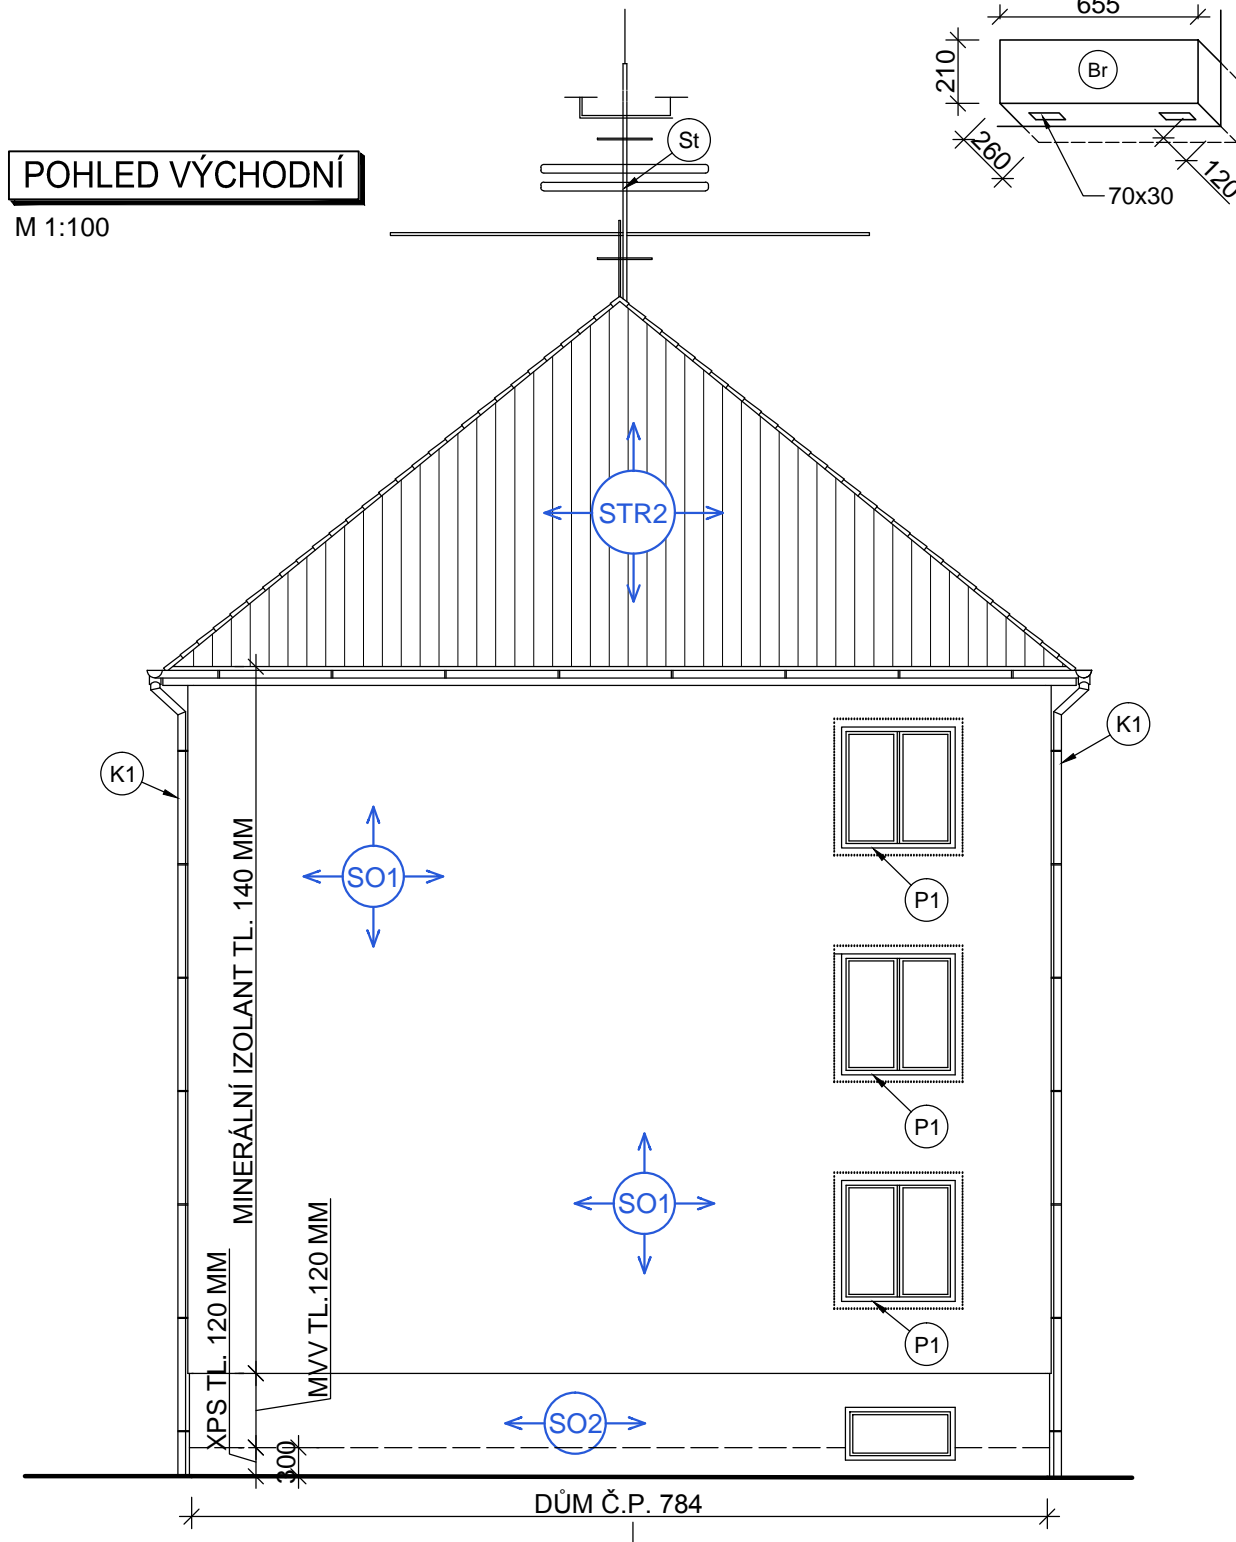 655
210
Br
260
120
70x30
St
POHLED VÝCHODNÍ
M 1:100
STR2
K1
K1
SO1
P1
MINERÁLNÍ IZOLANT TL. 140 MM
P1
SO1
XPS TL. 120 MM
MVV TL.120 MM
P1
SO2
300
DŮM Č.P. 784